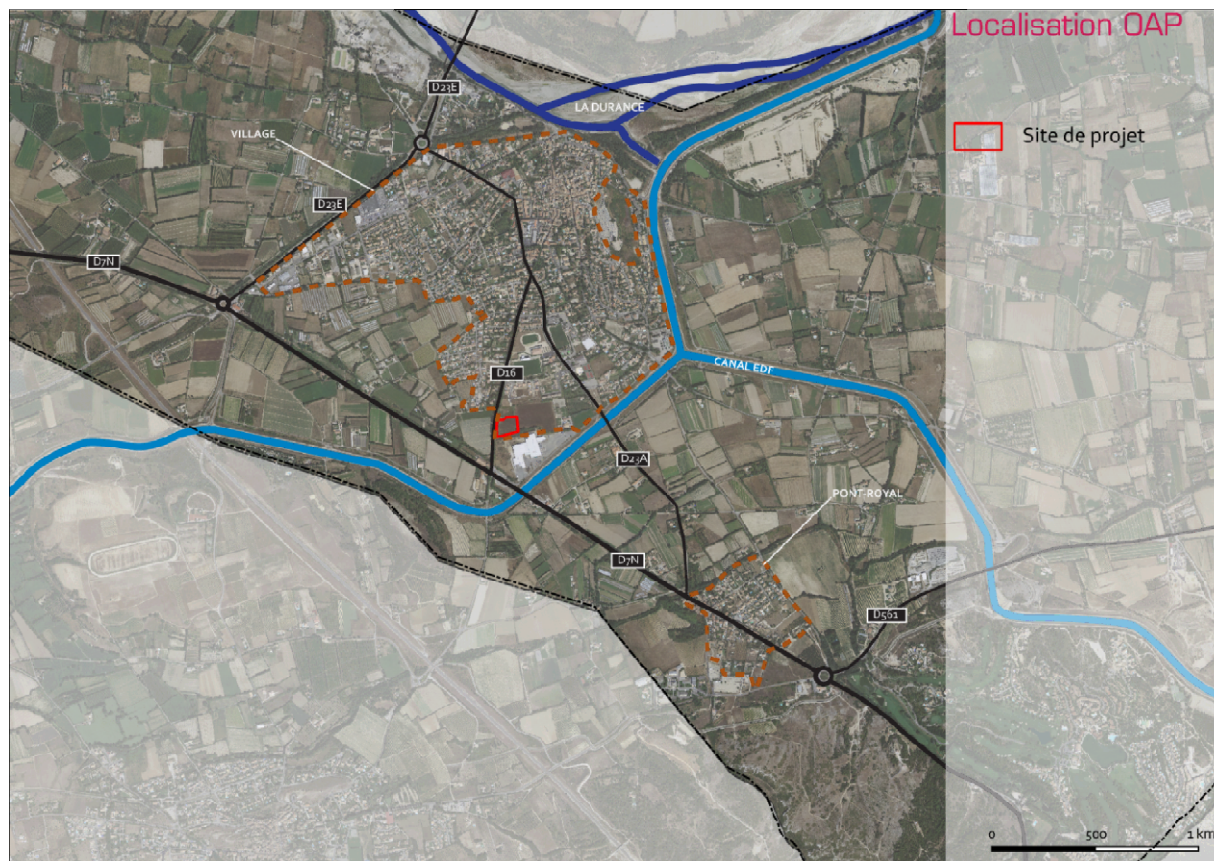 Localisation OAP
Site de projet
D23E
LA DURANCE
VILLAGE
D23E
D7N
CANAL EDF
D16
D23A
PONT-ROYAL
D7N
D561
0 500 1 km